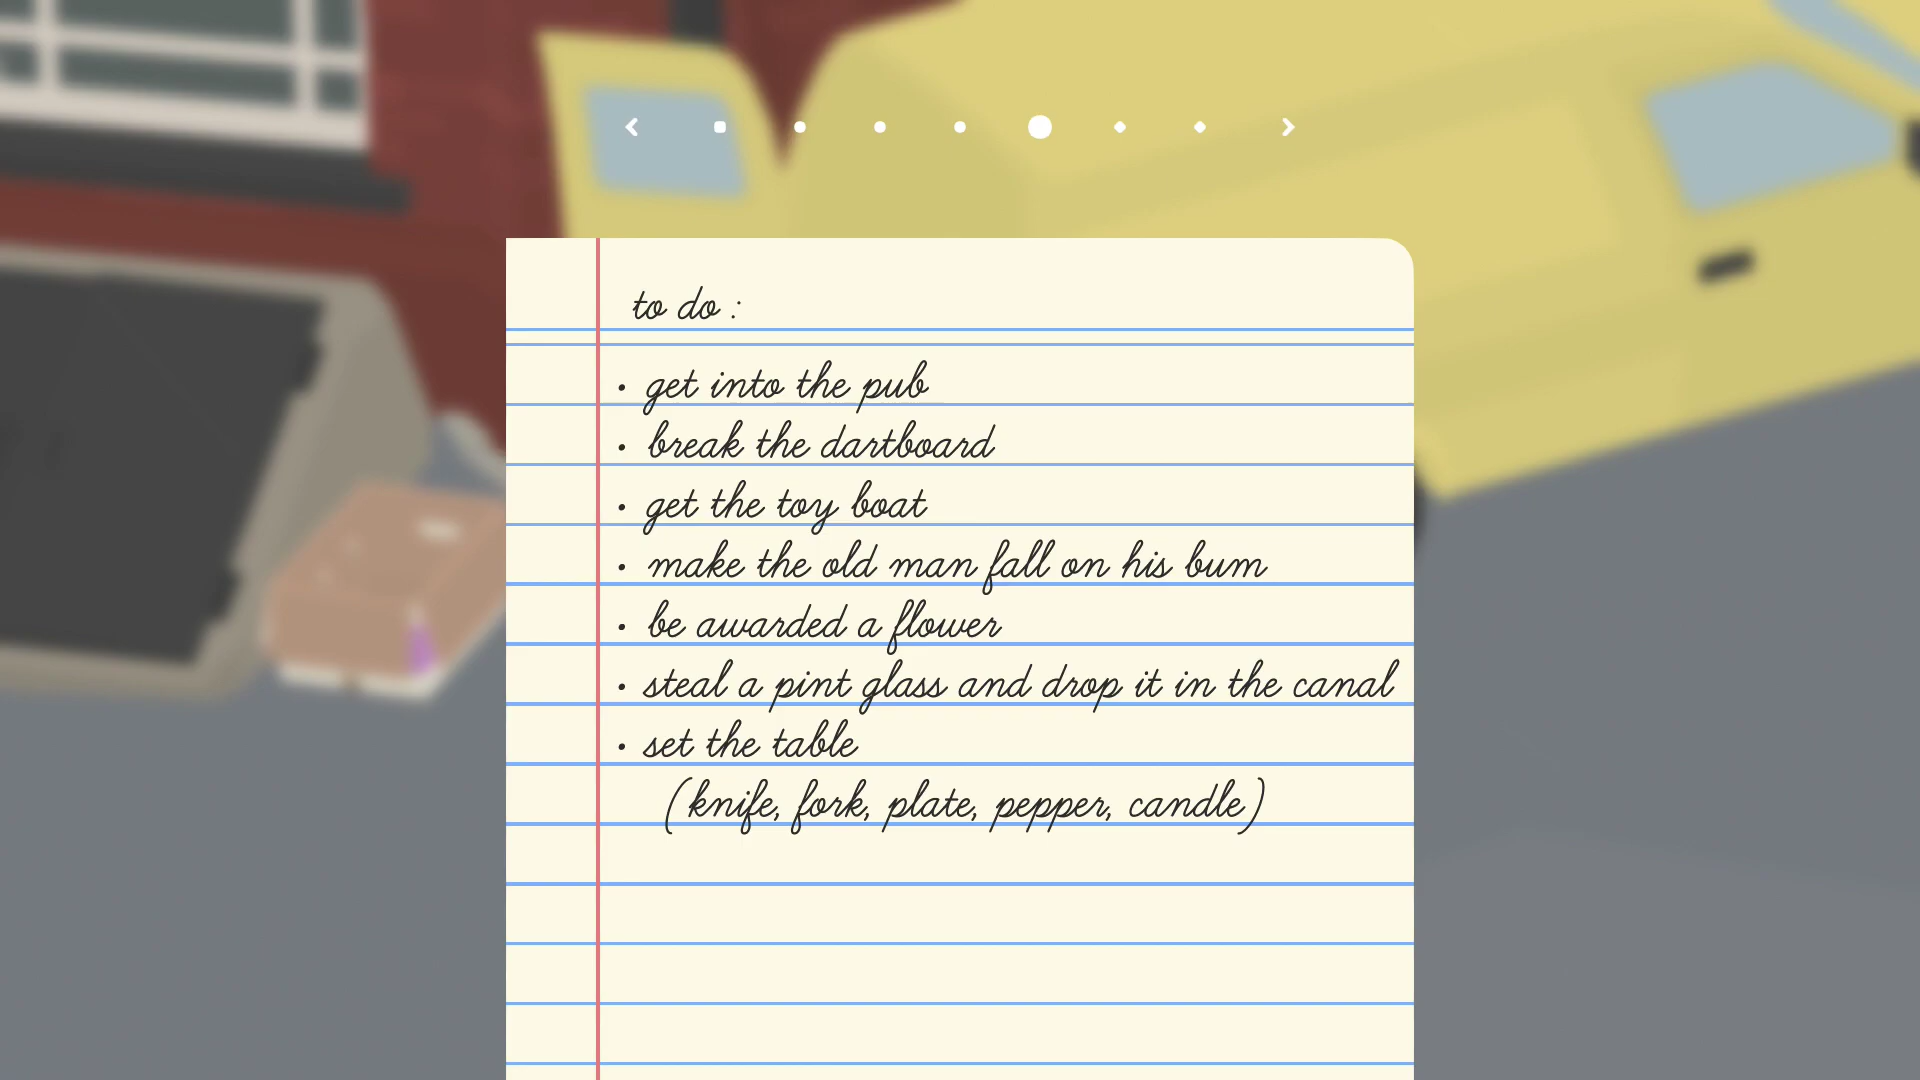 to do :
• get into the pub
• break the dartboard
• get the toy boat
• make the old man fall on his bum
• be awarded a flower
• steal a pint glass and drop it in the canal
• set the table
(knife, fork, plate, pepper, candle)